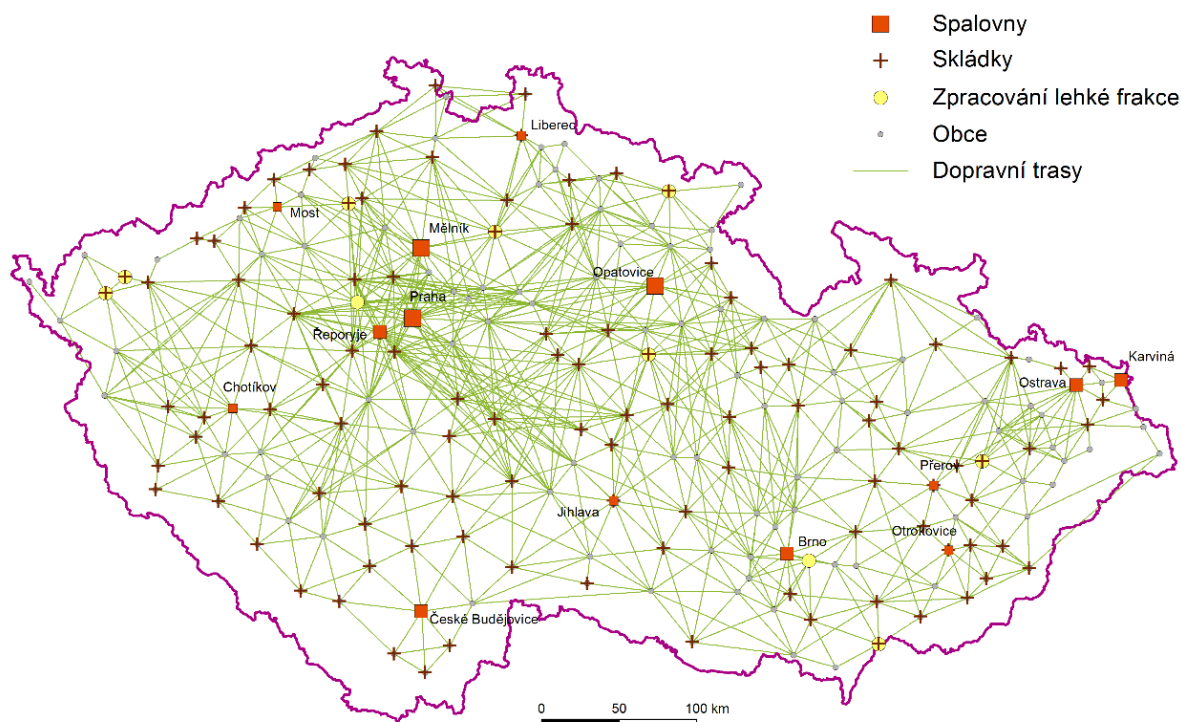 Spalovny
Skládky
Zpracování lehké frakce
Obce
Dopravní trasy
Liberec
Most
Mělník
Opatovice
Praha
Řeporyje
Karviná
Ostrava
Chotíkov
Přerov
Jihlava
Otrokovice
Brno
České Budějovice
0 50 100 km